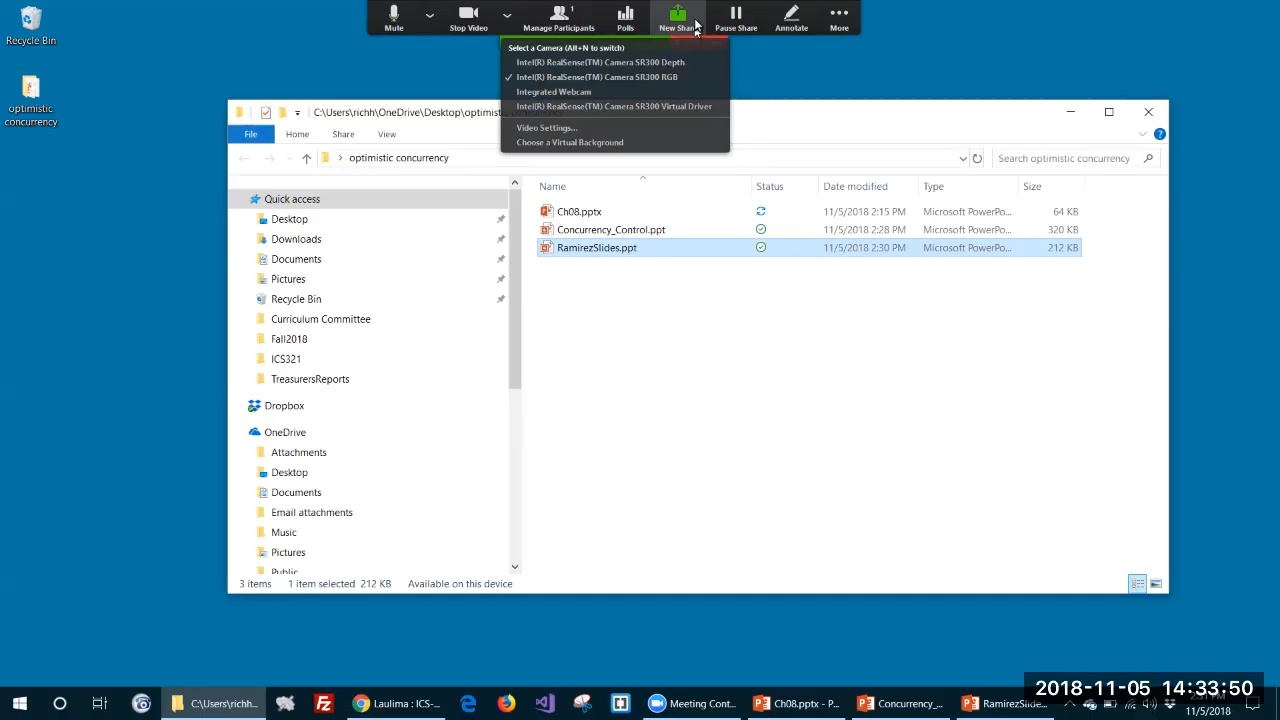 Recycle Bin
optimistic
concurrency
Mute
Stop Video
Manage Participants
1
Polls
New Share
Pause Share
Annotate
More
Select a Camera (Alt+N to switch)
Intel(R) RealSense(TM) Camera SR300 Depth
Intel(R) RealSense(TM) Camera SR300 RGB
Integrated Webcam
Intel(R) RealSense(TM) Camera SR300 Virtual Driver
Video Settings...
Choose a Virtual Background
C:\Users\richh\OneDrive\Desktop\optimistic
File Home Share View
optimistic concurrency
Search optimistic concurrency
Name Status Date modified Type Size
Ch08.pptx 11/5/2018 2:15 PM Microsoft PowerPo... 64 KB
Concurrency_Control.ppt 11/5/2018 2:28 PM Microsoft PowerPo... 320 KB
RamirezSlides.ppt 11/5/2018 2:30 PM Microsoft PowerPo... 212 KB
Quick access
Desktop
Downloads
Documents
Pictures
Recycle Bin
Curriculum Committee
Fall2018
ICS321
TreasurersReports
Dropbox
OneDrive
Attachments
Desktop
Documents
Email attachments
Music
Pictures
Public
3 items 1 item selected 212 KB Available on this device
C:\Users\richh...
Laulima : ICS-...
Meeting Cont...
Ch08.pptx - P...
Concurrency_...
RamirezSlide...
2018-11-05 14:33:50
11/5/2018